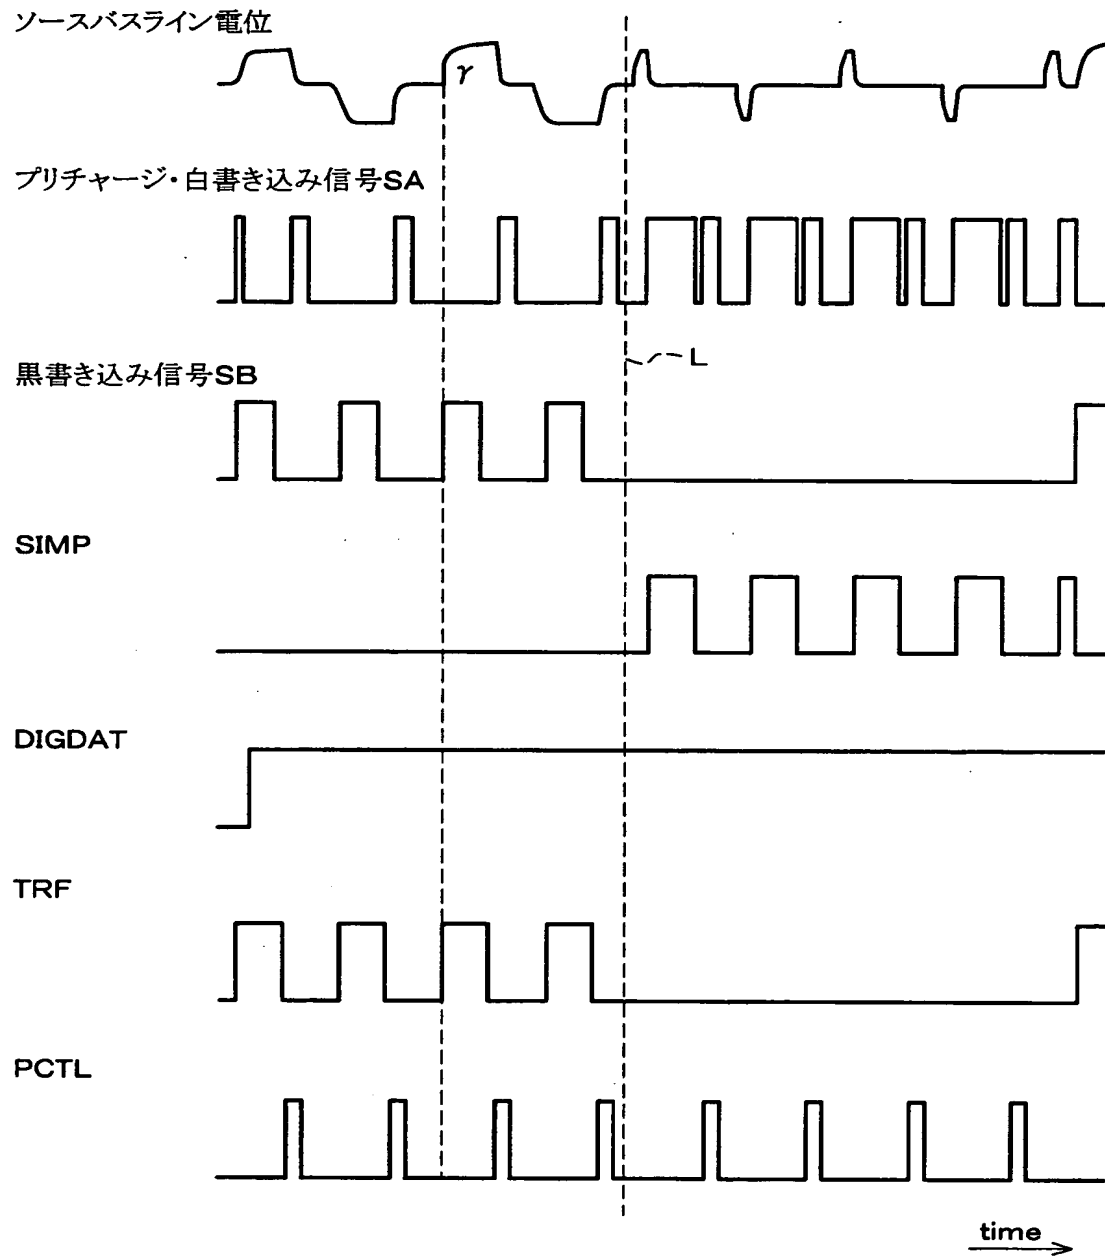 ソースバスライン電位
γ
プリチャージ・白書き込み信号SA
L
黒書き込み信号SB
SIMP
DIGDAT
TRF
PCTL
time